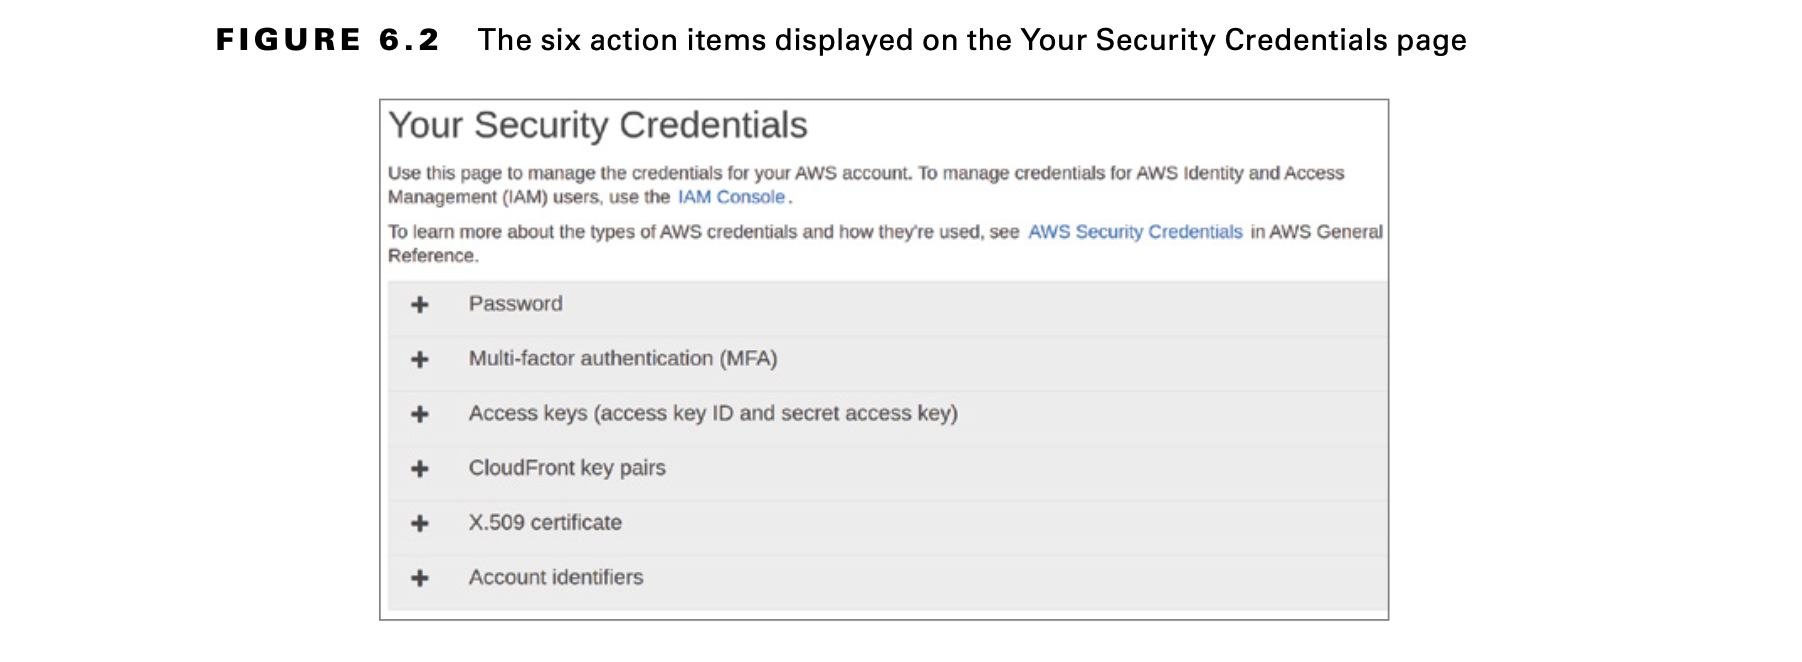 FIGURE 6.2 The six action items displayed on the Your Security Credentials page
Your Security Credentials
Use this page to manage the credentials for your AWS account. To manage credentials for AWS Identity and Access
Management (IAM) users, use the IAM Console.
To learn more about the types of AWS credentials and how they're used, see AWS Security Credentials in AWS General
Reference.
+ Password
+ Multi-factor authentication (MFA)
+ Access keys (access key ID and secret access key)
+ CloudFront key pairs
+ X.509 certificate
+ Account identifiers